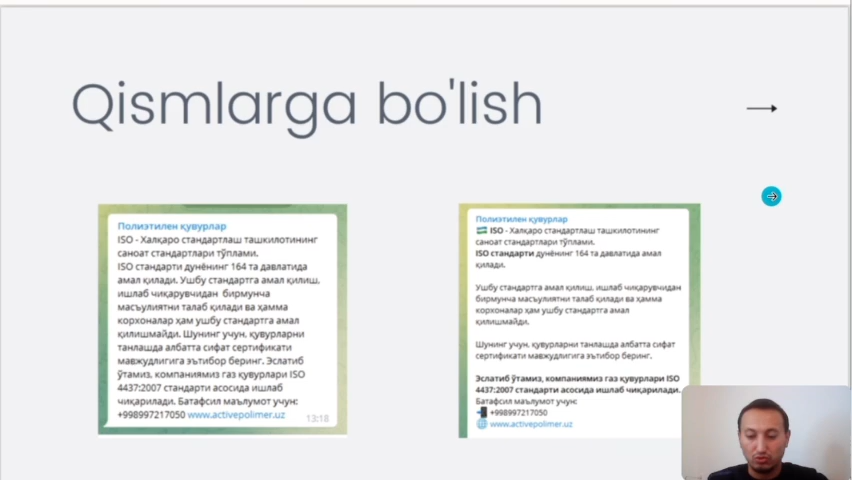 Qismlarga bo'lish
Полиэтилен қувурлар
ISO - Халқаро стандартлаш ташкилотининг
саноат стандартлари тўплами.
ISO стандарти дунёнинг 164 та давлатида
амал қилади. Ушбу стандартга амал қилиш,
ишлаб чиқарувчидан бирмунча
масъулиятни талаб қилади ва ҳамма
корхоналар ҳам ушбу стандартга амал
қилишмайди. Шунинг учун, қувурларни
танлашда албатта сифат сертификати
мавжудлигига эътибор беринг. Эслатиб
ўтамиз, компаниямиз газ қувурлари ISO
4437:2007 стандарти асосида ишлаб
чиқарилади. Батафсил маълумот учун:
+998997217050 www.activepolimer.uz
13:18
Полиэтилен қувурлар
ISO - Халқаро стандартлаш ташкилотининг
саноат стандартлари тўплами.
ISO стандарти дунёнинг 164 та давлатида амал
қилади.
Ушбу стандартга амал қилиш, ишлаб чиқарувчидан
бирмунча масъулиятни талаб қилади ва ҳамма
корхоналар ҳам ушбу стандартга амал
қилишмайди.
Шунинг учун, қувурларни танлашда албатта сифат
сертификати мавжудлигига эътибор беринг.
Эслатиб ўтамиз, компаниямиз газ қувурлари ISO
4437:2007 стандарти асосида ишлаб чиқарилади.
Батафсил маълумот учун:
+998997217050
www.activepolimer.uz